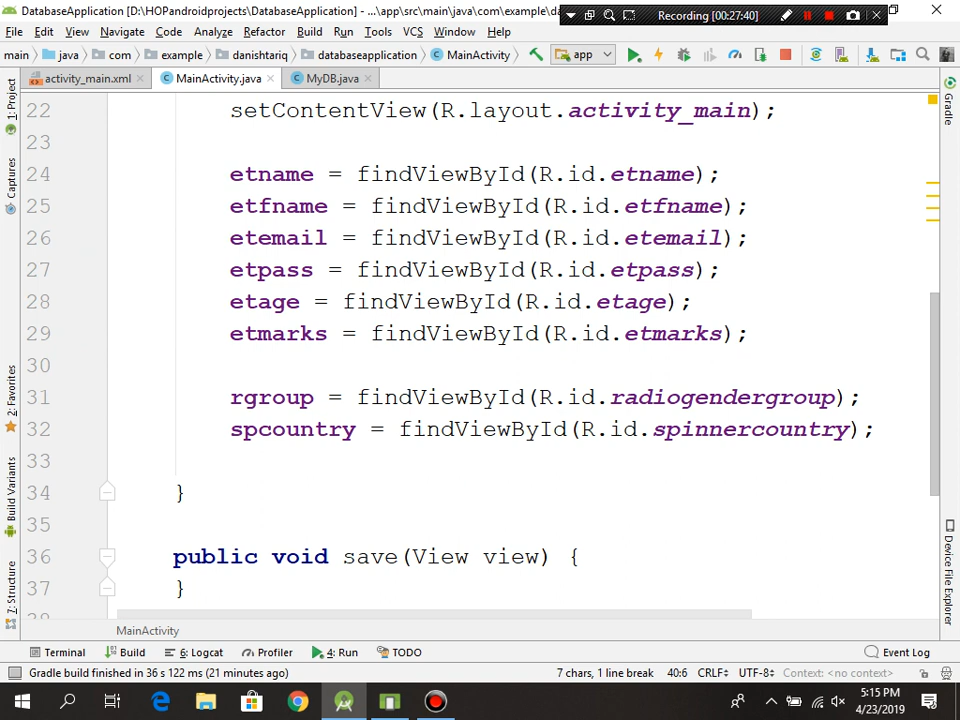 DatabaseApplication [D:\HOPandroidprojects\DatabaseApplication] - ...\app\src\main\java\com\example\da
Recording [00:27:40]
File Edit View Navigate Code Analyze Refactor Build Run Tools VCS Window Help
main java com example danishtariq databaseapplication MainActivity app
activity_main.xml MainActivity.java MyDB.java
1: Project
Captures
2: Favorites
Build Variants
7: Structure
Gradle
Device File Explorer
22 setContentView(R.layout.activity_main);
23
24 etname = findViewById(R.id.etname);
25 etfname = findViewById(R.id.etfname);
26 etemail = findViewById(R.id.etemail);
27 etpass = findViewById(R.id.etpass);
28 etage = findViewById(R.id.etage);
29 etmarks = findViewById(R.id.etmarks);
30
31 rgroup = findViewById(R.id.radiogendergroup);
32 spcountry = findViewById(R.id.spinnercountry);
33
34 }
35
36 public void save(View view) {
37 }
MainActivity
Terminal Build 6: Logcat Profiler 4: Run TODO Event Log
Gradle build finished in 36 s 122 ms (21 minutes ago) 7 chars, 1 line break 40:6 CRLF UTF-8 Context: <no context>
5:15 PM
4/23/2019